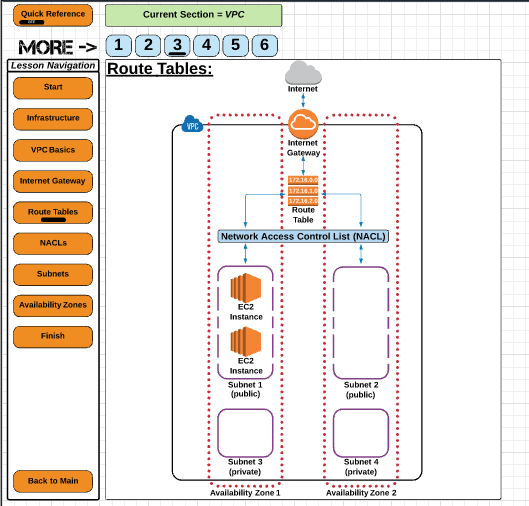 Quick Reference
OFF
Current Section = VPC
MORE ->
1 2 3 4 5 6
Lesson Navigation
Start
Infrastructure
VPC Basics
Internet Gateway
Route Tables
NACLs
Subnets
Availability Zones
Finish
Back to Main
Route Tables:
Internet
VPC
Internet
Gateway
172.16.0.0
172.16.1.0
172.16.2.0
Route
Table
Network Access Control List (NACL)
EC2
Instance
EC2
Instance
Subnet 1
(public)
Subnet 2
(public)
Subnet 3
(private)
Subnet 4
(private)
Availability Zone 1
Availability Zone 2